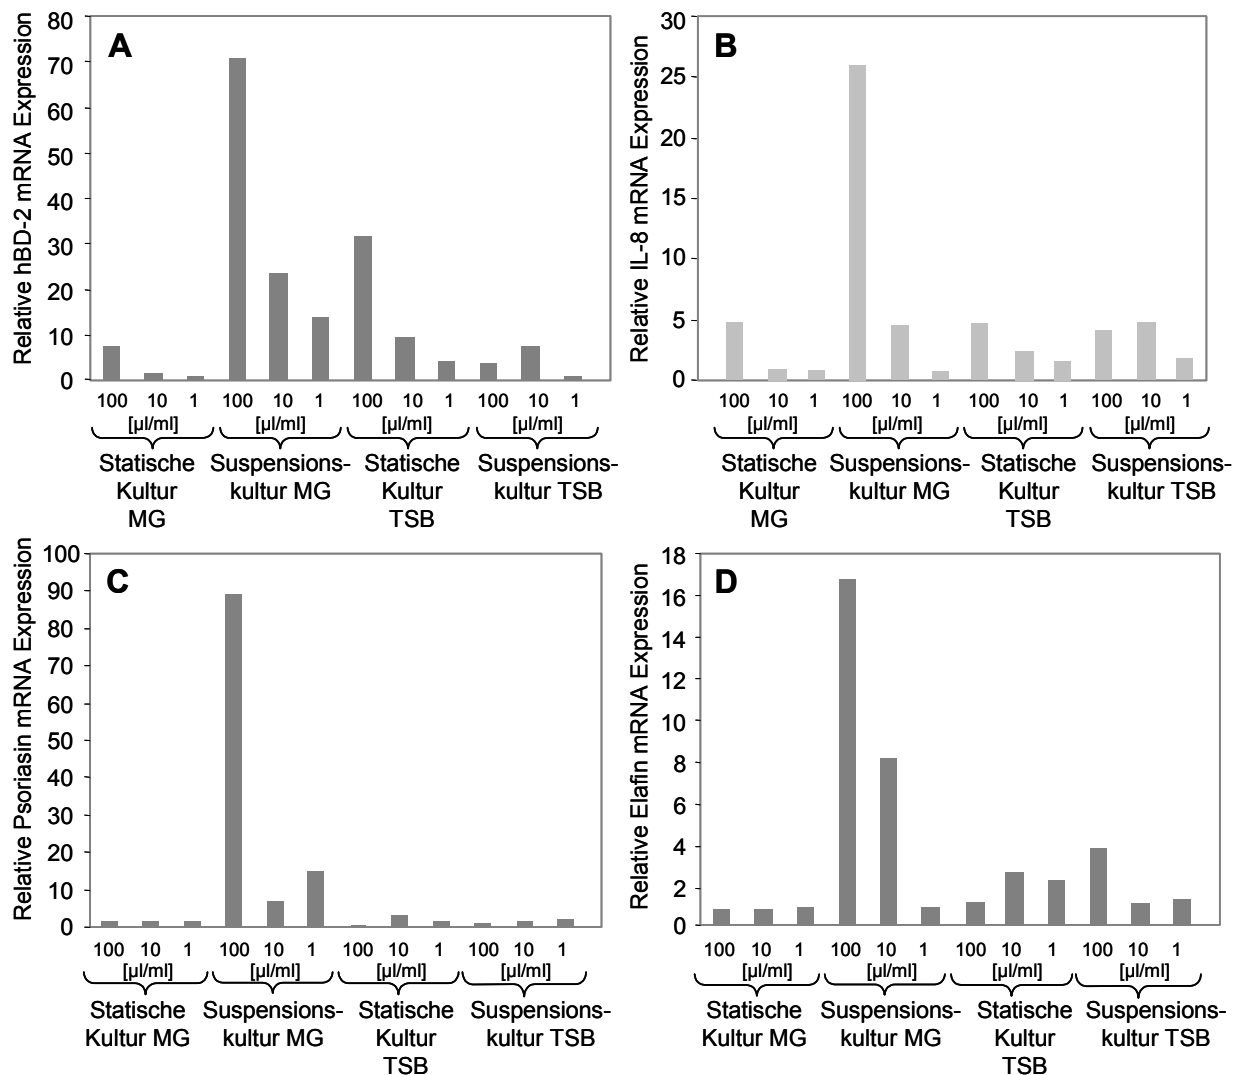 A
Relative hBD-2 mRNA Expression
80
70
60
50
40
30
20
10
0
100 10 1 100 10 1 100 10 1 100 10 1
[µl/ml] [µl/ml] [µl/ml] [µl/ml]
Statische Suspensions- Statische Suspensions-
Kultur kultur MG Kultur kultur TSB
MG TSB
B
Relative IL-8 mRNA Expression
30
25
20
15
10
5
0
100 10 1 100 10 1 100 10 1 100 10 1
[µl/ml] [µl/ml] [µl/ml] [µl/ml]
Statische Suspensions- Statische Suspensions-
Kultur kultur MG Kultur kultur TSB
MG TSB
C
Relative Psoriasin mRNA Expression
100
90
80
70
60
50
40
30
20
10
0
100 10 1 100 10 1 100 10 1 100 10 1
[µl/ml] [µl/ml] [µl/ml] [µl/ml]
Statische Suspensions- Statische Suspensions-
Kultur MG kultur MG Kultur kultur TSB
TSB
D
Relative Elafin mRNA Expression
18
16
14
12
10
8
6
4
2
0
100 10 1 100 10 1 100 10 1 100 10 1
[µl/ml] [µl/ml] [µl/ml] [µl/ml]
Statische Suspensions- Statische Suspensions-
Kultur MG kultur MG Kultur kultur TSB
TSB